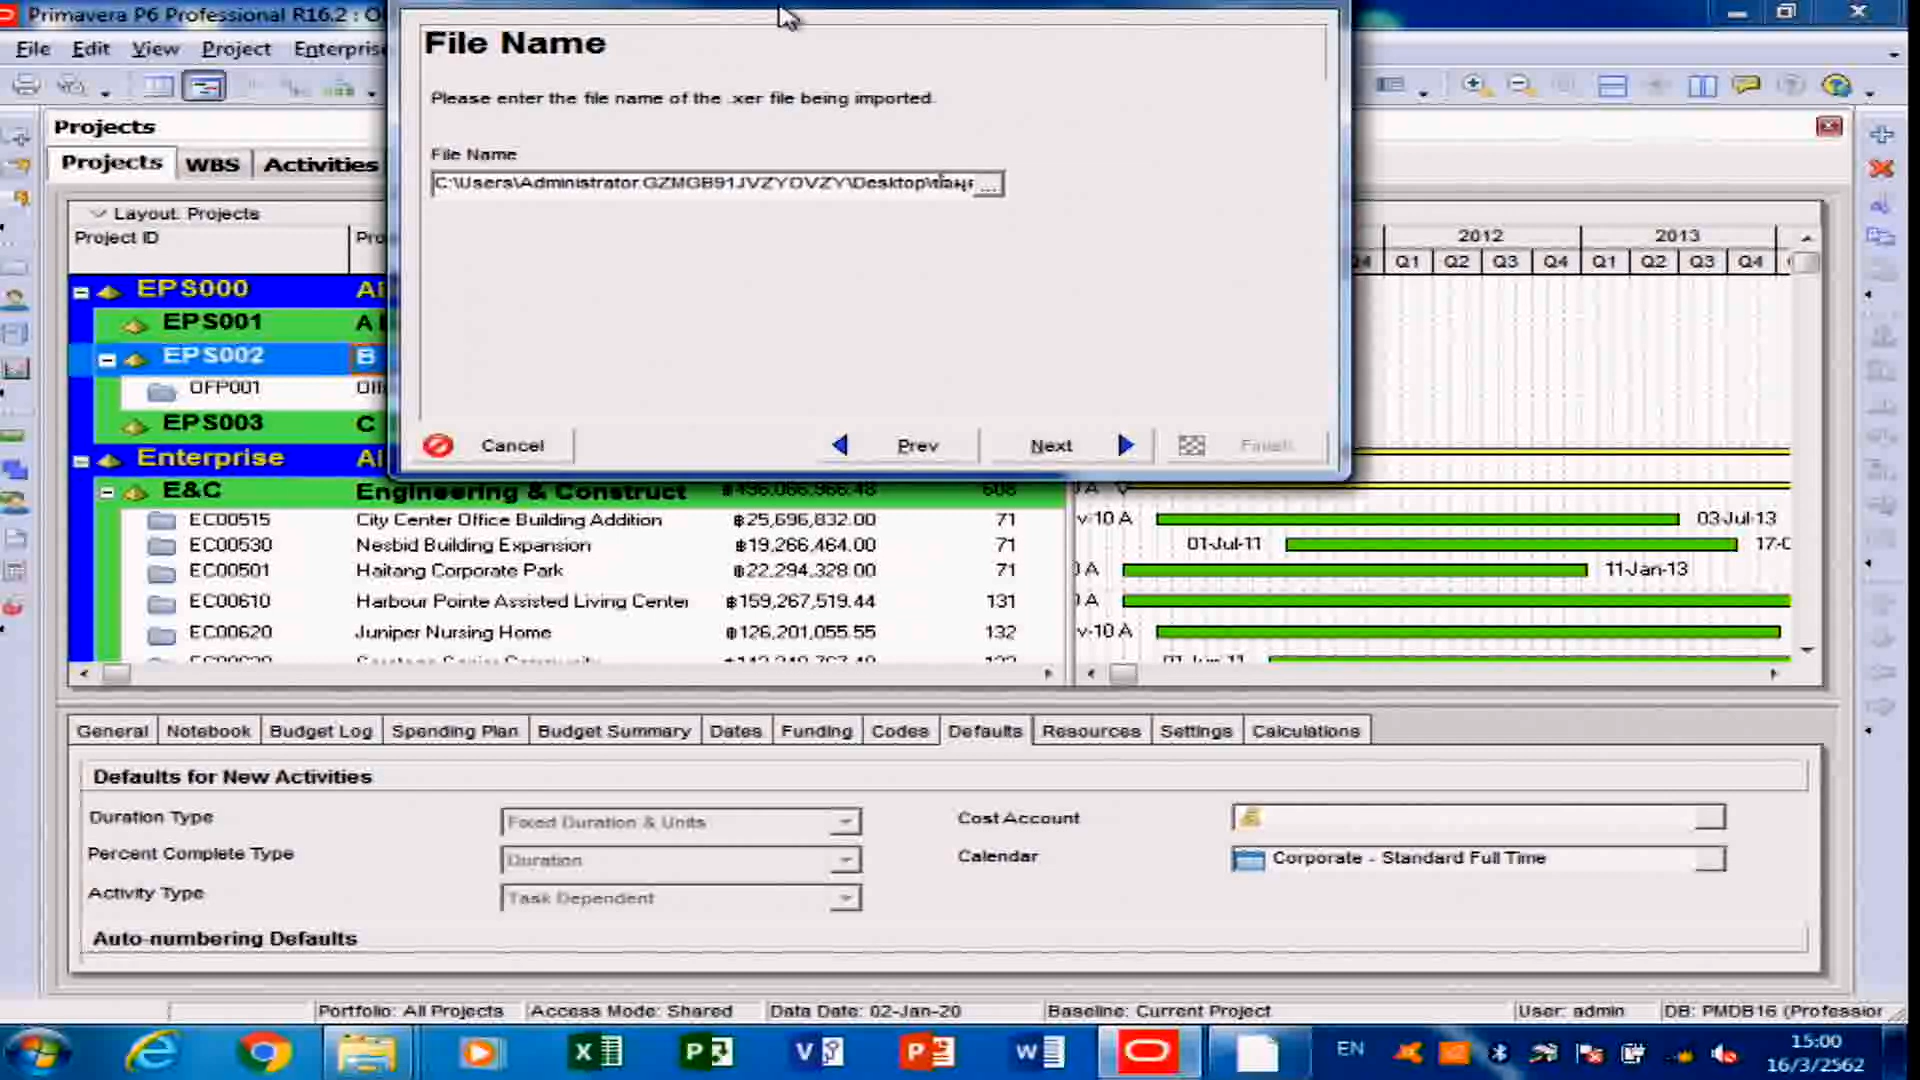 Primavera P6 Professional R16.2 :
File Edit View Project Enterprise
File Name
Please enter the file name of the .xer file being imported.
File Name
C:\Users\Administrator.GZMGB91JVZYDVZY\Desktop\ ...
Cancel Prev Next Finish
Projects
Projects WBS Activities
Layout: Projects
Project ID
2012 2013
Q4 Q1 Q2 Q3 Q4 Q1 Q2 Q3 Q4
EPS000
EPS001 A
EPS002 B
OFP001
EPS003 C
Enterprise
E&C Engineering & Construct ฿496,066,966.48 608
EC00515 City Center Office Building Addition ฿25,696,832.00 71 v-10 A 03-Jul-13
EC00530 Nesbid Building Expansion ฿19,266,464.00 71 01-Jul-11
EC00501 Haitang Corporate Park ฿22,294,328.00 71 11-Jan-13
EC00610 Harbour Pointe Assisted Living Center ฿159,267,519.44 131
EC00620 Juniper Nursing Home ฿126,201,055.55 132 v-10 A
General Notebook Budget Log Spending Plan Budget Summary Dates Funding Codes Defaults Resources Settings Calculations
Defaults for New Activities
Duration Type Fixed Duration & Units Cost Account
Percent Complete Type Duration Calendar Corporate - Standard Full Time
Activity Type Task Dependent
Auto-numbering Defaults
Portfolio: All Projects Access Mode: Shared Data Date: 02-Jan-20 Baseline: Current Project User: admin DB: PMDB16 (Professior
EN
15:00
16/3/2562